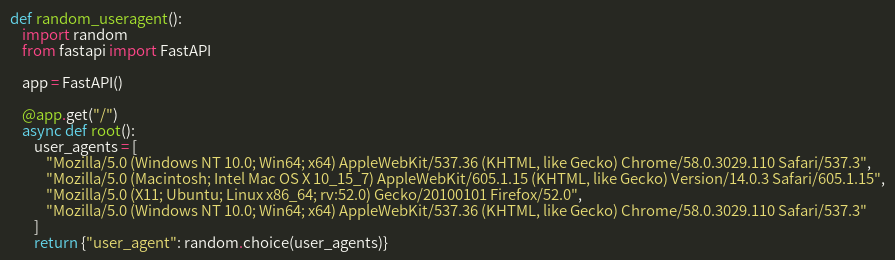 def random_useragent():
    import random
    from fastapi import FastAPI

    app = FastAPI()

    @app.get("/")
    async def root():
        user_agents = [
            "Mozilla/5.0 (Windows NT 10.0; Win64; x64) AppleWebKit/537.36 (KHTML, like Gecko) Chrome/58.0.3029.110 Safari/537.3",
            "Mozilla/5.0 (Macintosh; Intel Mac OS X 10_15_7) AppleWebKit/605.1.15 (KHTML, like Gecko) Version/14.0.3 Safari/605.1.15",
            "Mozilla/5.0 (X11; Ubuntu; Linux x86_64; rv:52.0) Gecko/20100101 Firefox/52.0",
            "Mozilla/5.0 (Windows NT 10.0; Win64; x64) AppleWebKit/537.36 (KHTML, like Gecko) Chrome/58.0.3029.110 Safari/537.3"
        ]
        return {"user_agent": random.choice(user_agents)}